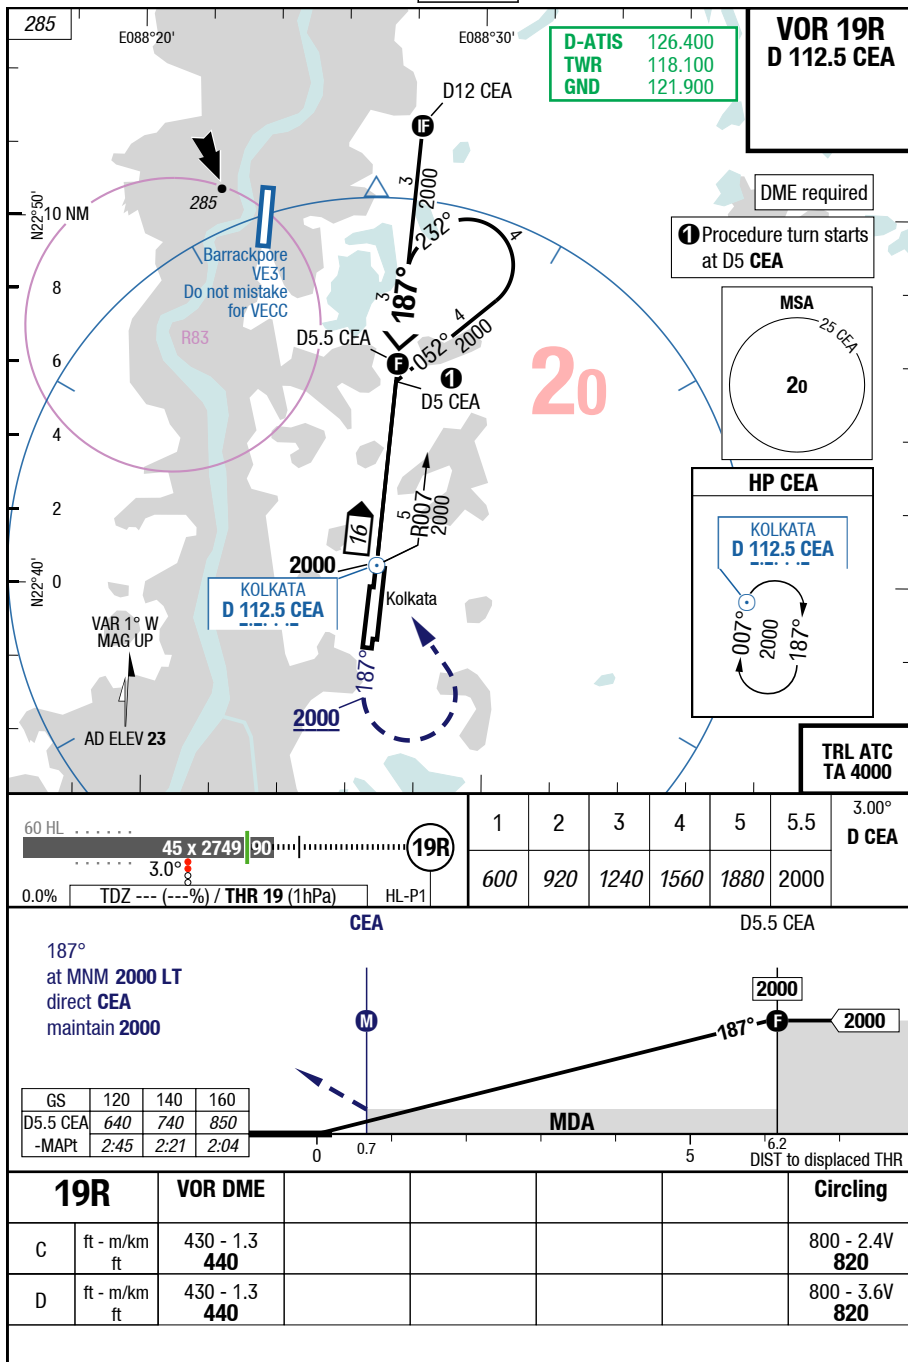 285
E088°20'
E088°30'
D-ATIS 126.400
TWR 118.100
GND 121.900
VOR 19R
D 112.5 CEA
D12 CEA
IF
3
2000
285
N22°50'
10 NM
DME required
1 Procedure turn starts
at D5 CEA
Barrackpore
VE31
Do not mistake
for VECC
232°
4
3
187°
8
R83
D5.5 CEA
F
052°
4
2000
1
D5 CEA
20
MSA
25 CEA
20
6
4
2
0
N22°40'
16
5
R007
2000
2000
KOLKATA
D 112.5 CEA
Kolkata
HP CEA
KOLKATA
D 112.5 CEA
007°
2000
187°
VAR 1° W
MAG UP
AD ELEV 23
187°
2000
TRL ATC
TA 4000
60 HL
45 x 2749
90
19R
3.0°
0.0%
TDZ --- (---%) / THR 19 (1hPa)
HL-P1
1 2 3 4 5 5.5 3.00°
D CEA
600 920 1240 1560 1880 2000
CEA
D5.5 CEA
187°
at MNM 2000 LT
direct CEA
maintain 2000
M
2000
187°
F
2000
MDA
GS 120 140 160
D5.5 CEA 640 740 850
-MAPt 2:45 2:21 2:04
0
0.7
5
6.2
DIST to displaced THR
19R VOR DME Circling
C ft - m/km 430 - 1.3 800 - 2.4V
ft 440 820
D ft - m/km 430 - 1.3 800 - 3.6V
ft 440 820